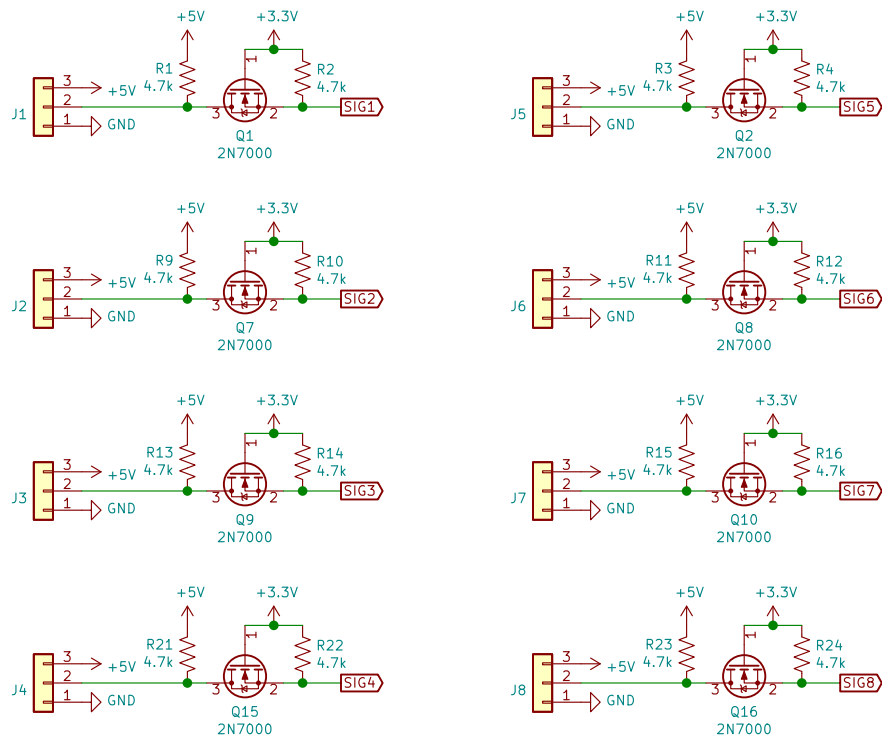 +5V
+3.3V
R1
4.7k
R2
4.7k
1
J1
3
+5V
2
1
GND
3
2
SIG1
Q1
2N7000
+5V
+3.3V
R3
4.7k
R4
4.7k
1
J5
3
+5V
2
1
GND
3
2
SIG5
Q2
2N7000
+5V
+3.3V
R9
4.7k
R10
4.7k
1
J2
3
+5V
2
1
GND
3
2
SIG2
Q7
2N7000
+5V
+3.3V
R11
4.7k
R12
4.7k
1
J6
3
+5V
2
1
GND
3
2
SIG6
Q8
2N7000
+5V
+3.3V
R13
4.7k
R14
4.7k
1
J3
3
+5V
2
1
GND
3
2
SIG3
Q9
2N7000
+5V
+3.3V
R15
4.7k
R16
4.7k
1
J7
3
+5V
2
1
GND
3
2
SIG7
Q10
2N7000
+5V
+3.3V
R21
4.7k
R22
4.7k
1
J4
3
+5V
2
1
GND
3
2
SIG4
Q15
2N7000
+5V
+3.3V
R23
4.7k
R24
4.7k
1
J8
3
+5V
2
1
GND
3
2
SIG8
Q16
2N7000